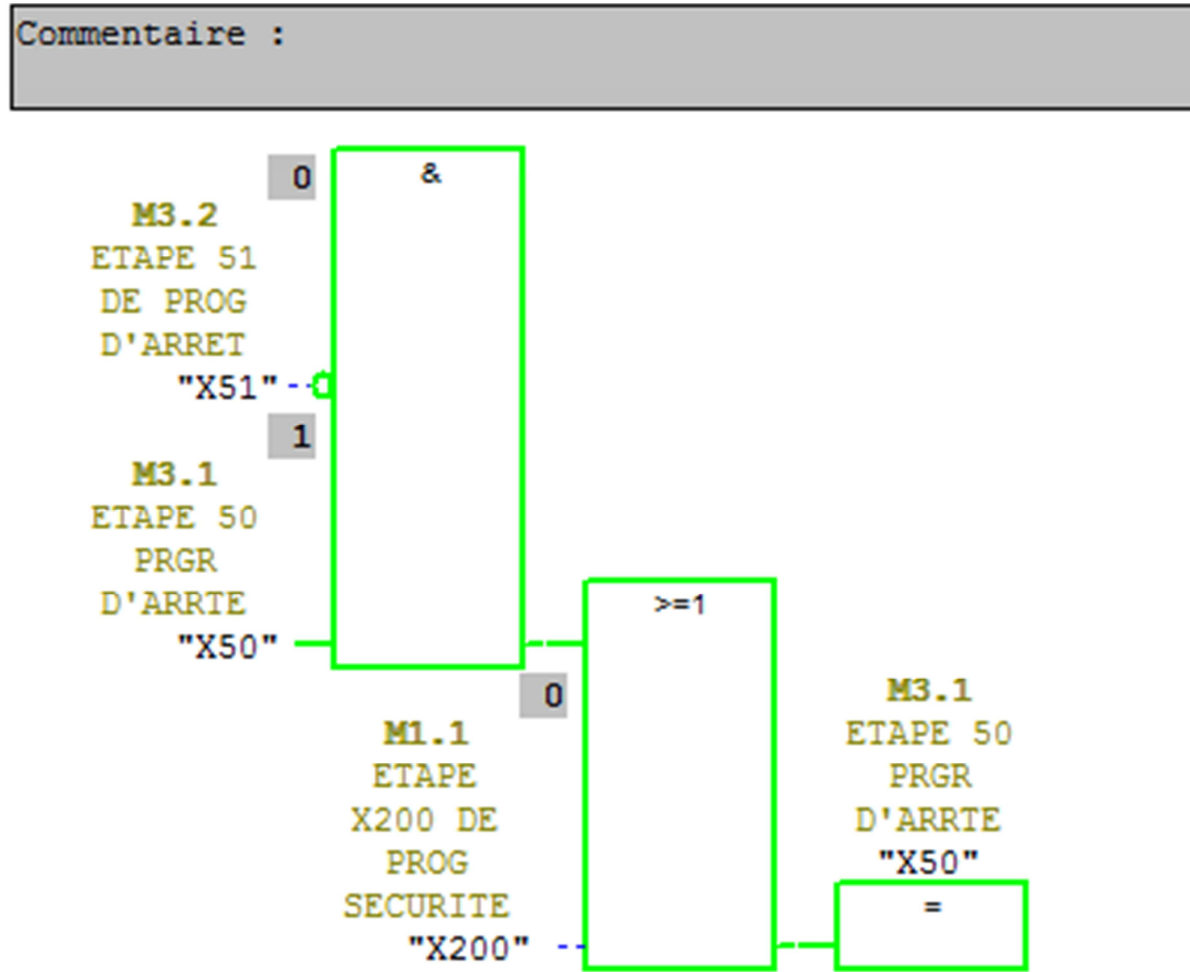 Commentaire :
0
&
M3.2
ETAPE 51
DE PROG
D'ARRET
"X51"
1
M3.1
ETAPE 50
PRGR
D'ARRTE
"X50"
>=1
0
M1.1
ETAPE
X200 DE
PROG
SECURITE
"X200"
M3.1
ETAPE 50
PRGR
D'ARRTE
"X50"
=